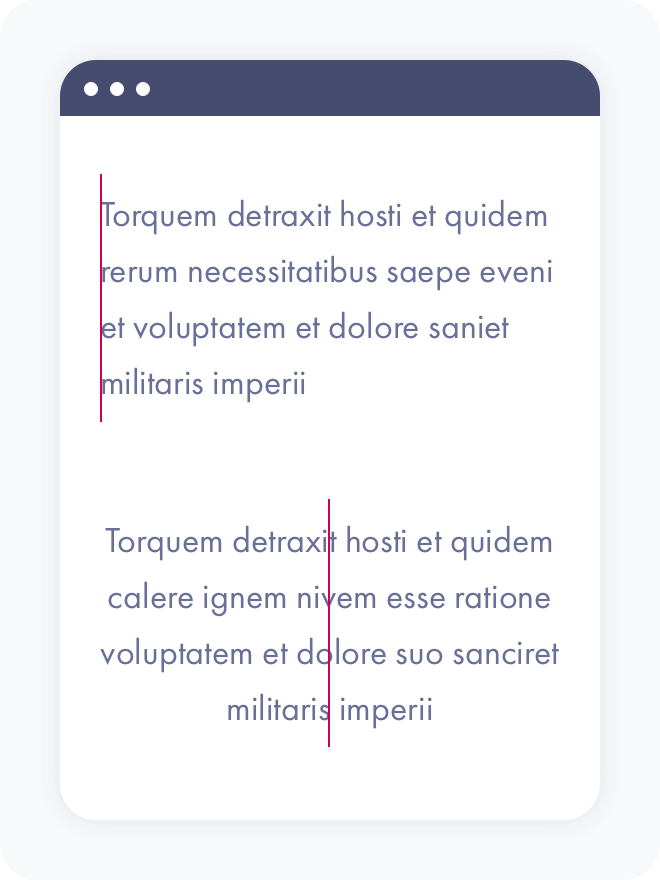 Torquem detraxit hosti et quidem
rerum necessitatibus saepe eveni
et voluptatem et dolore saniet
militaris imperii
Torquem detraxit hosti et quidem
calere ignem nivem esse ratione
voluptatem et dolore suo sanciret
militaris imperii